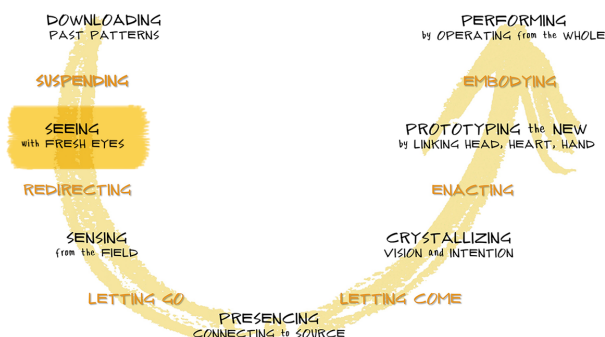 DOWNLOADING
PAST PATTERNS
SUSPENDING
SEEING
with FRESH EYES
REDIRECTING
SENSING
from the FIELD
LETTING GO
PRESENCING
CONNECTING to SOURCE
LETTING COME
CRYSTALLIZING
VISION and INTENTION
ENACTING
PROTOTYPING the NEW
by LINKING HEAD, HEART, HAND
EMBODYING
PERFORMING
by OPERATING from the WHOLE